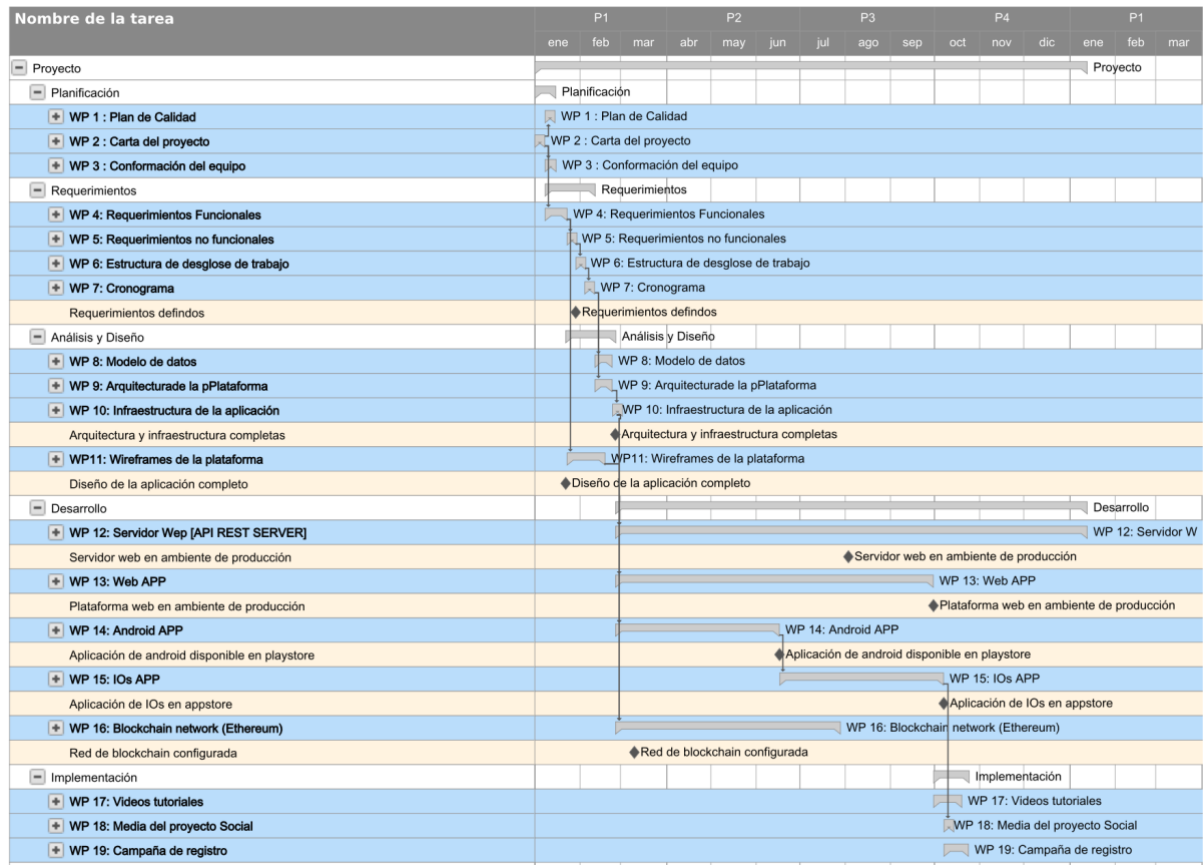 Nombre de la tarea P1 P2 P3 P4 P1
ene feb mar abr may jun jul ago sep oct nov dic ene feb mar
Proyecto Proyecto
Planificación Planificación
WP 1 : Plan de Calidad WP 1 : Plan de Calidad
WP 2 : Carta del proyecto WP 2 : Carta del proyecto
WP 3 : Conformación del equipo WP 3 : Conformación del equipo
Requerimientos Requerimientos
WP 4: Requerimientos Funcionales WP 4: Requerimientos Funcionales
WP 5: Requerimientos no funcionales WP 5: Requerimientos no funcionales
WP 6: Estructura de desglose de trabajo WP 6: Estructura de desglose de trabajo
WP 7: Cronograma WP 7: Cronograma
Requerimientos defindos Requerimientos defindos
Análisis y Diseño Análisis y Diseño
WP 8: Modelo de datos WP 8: Modelo de datos
WP 9: Arquitecturade la pPlataforma WP 9: Arquitecturade la pPlataforma
WP 10: Infraestructura de la aplicación WP 10: Infraestructura de la aplicación
Arquitectura y infraestructura completas Arquitectura y infraestructura completas
WP11: Wireframes de la plataforma WP11: Wireframes de la plataforma
Diseño de la aplicación completo Diseño de la aplicación completo
Desarrollo Desarrollo
WP 12: Servidor Wep [API REST SERVER] WP 12: Servidor W
Servidor web en ambiente de producción Servidor web en ambiente de producción
WP 13: Web APP WP 13: Web APP
Plataforma web en ambiente de producción Plataforma web en ambiente de producción
WP 14: Android APP WP 14: Android APP
Aplicación de android disponible en playstore Aplicación de android disponible en playstore
WP 15: IOs APP WP 15: IOs APP
Aplicación de IOs en appstore Aplicación de IOs en appstore
WP 16: Blockchain network (Ethereum) WP 16: Blockchain network (Ethereum)
Red de blockchain configurada Red de blockchain configurada
Implementación Implementación
WP 17: Videos tutoriales WP 17: Videos tutoriales
WP 18: Media del proyecto Social WP 18: Media del proyecto Social
WP 19: Campaña de registro WP 19: Campaña de registro